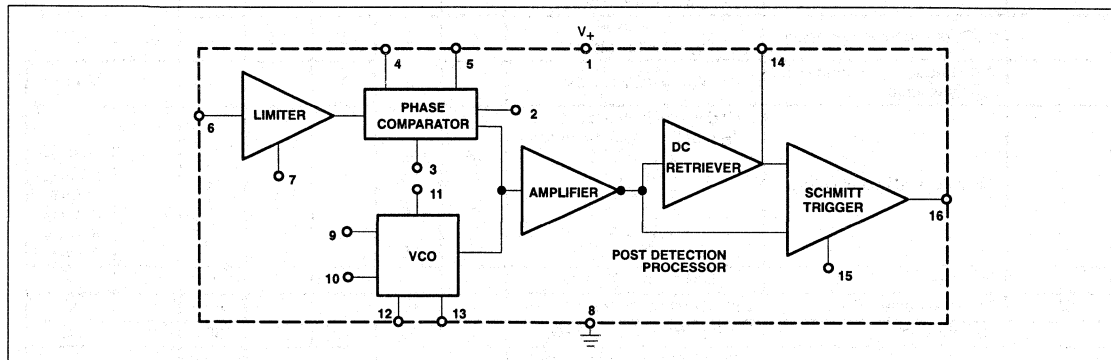 V+
4
5
1
14
LIMITER
PHASE
COMPARATOR
2
6
DC
RETRIEVER
3
7
11
AMPLIFIER
SCHMITT
TRIGGER
16
9
VCO
POST DETECTION
PROCESSOR
10
15
12
13
8